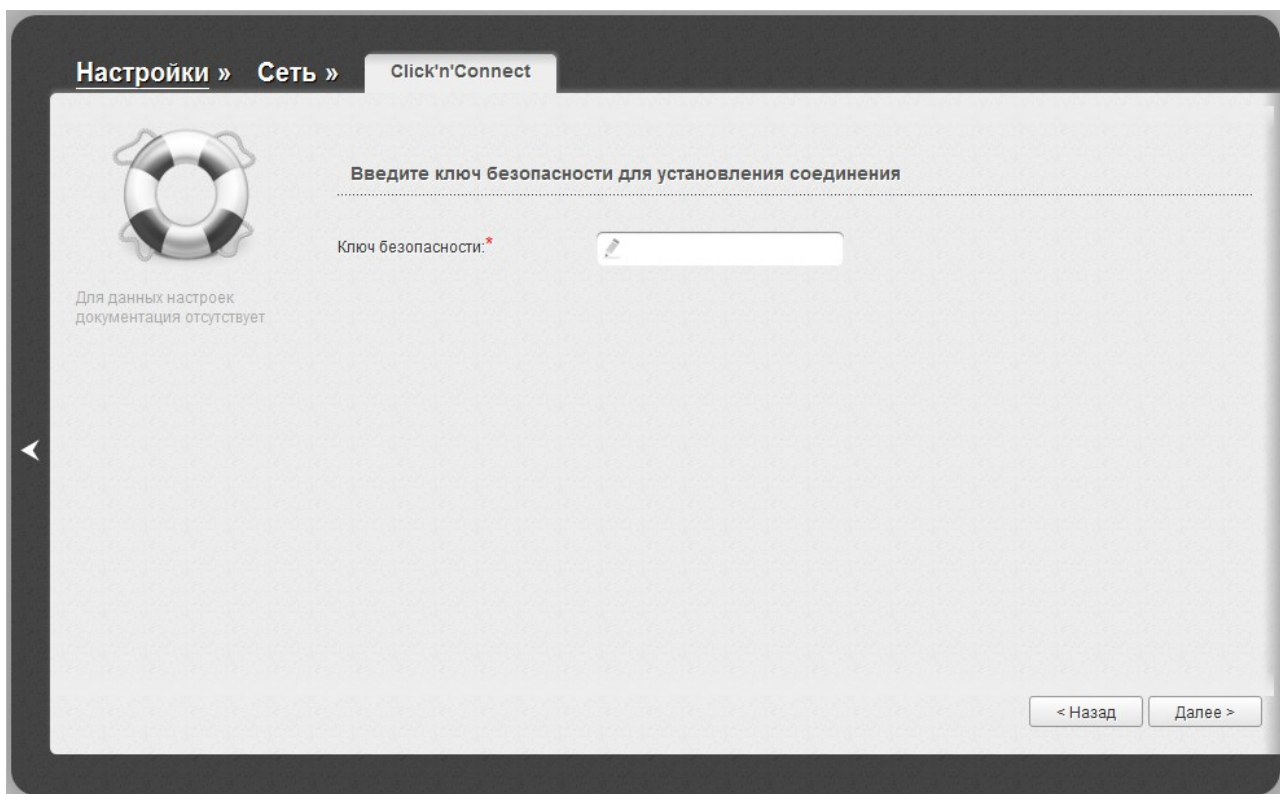 Настройки » Сеть » Click'n'Connect
Введите ключ безопасности для установления соединения
Ключ безопасности:*
Для данных настроек
документация отсутствует
< Назад Далее >